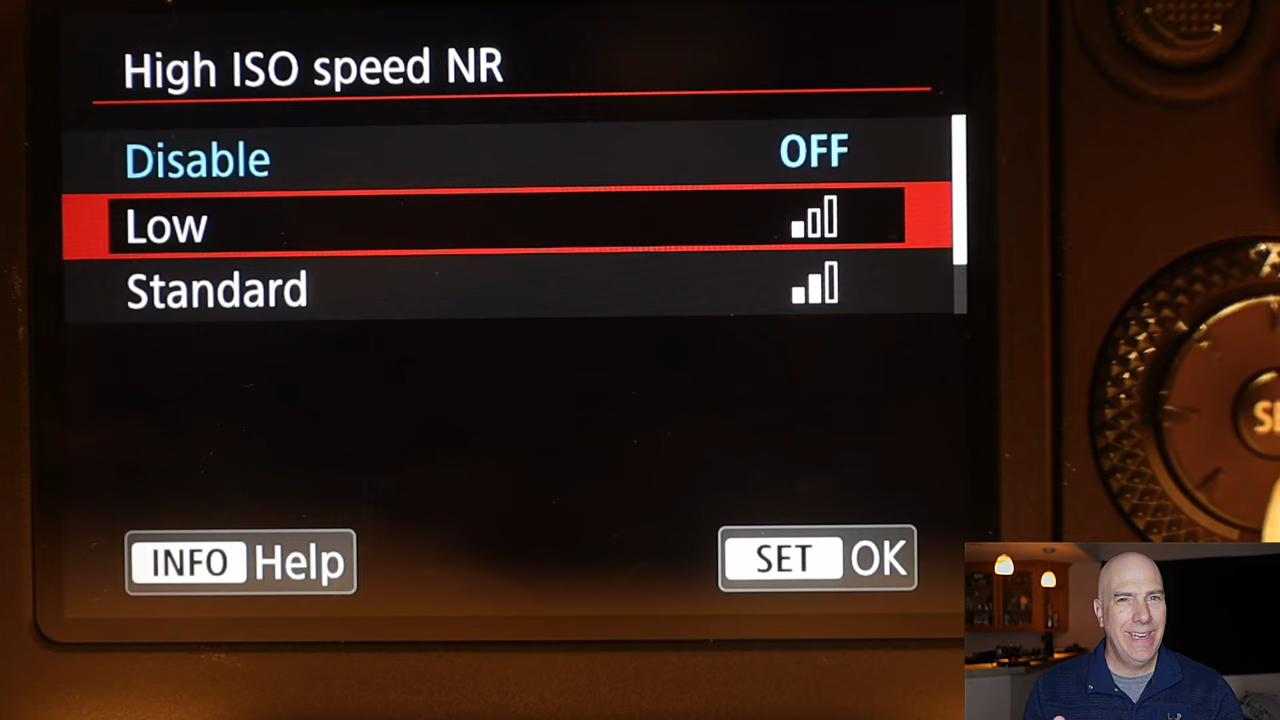 High ISO speed NR
Disable OFF
Low
Standard
INFO Help
SET OK